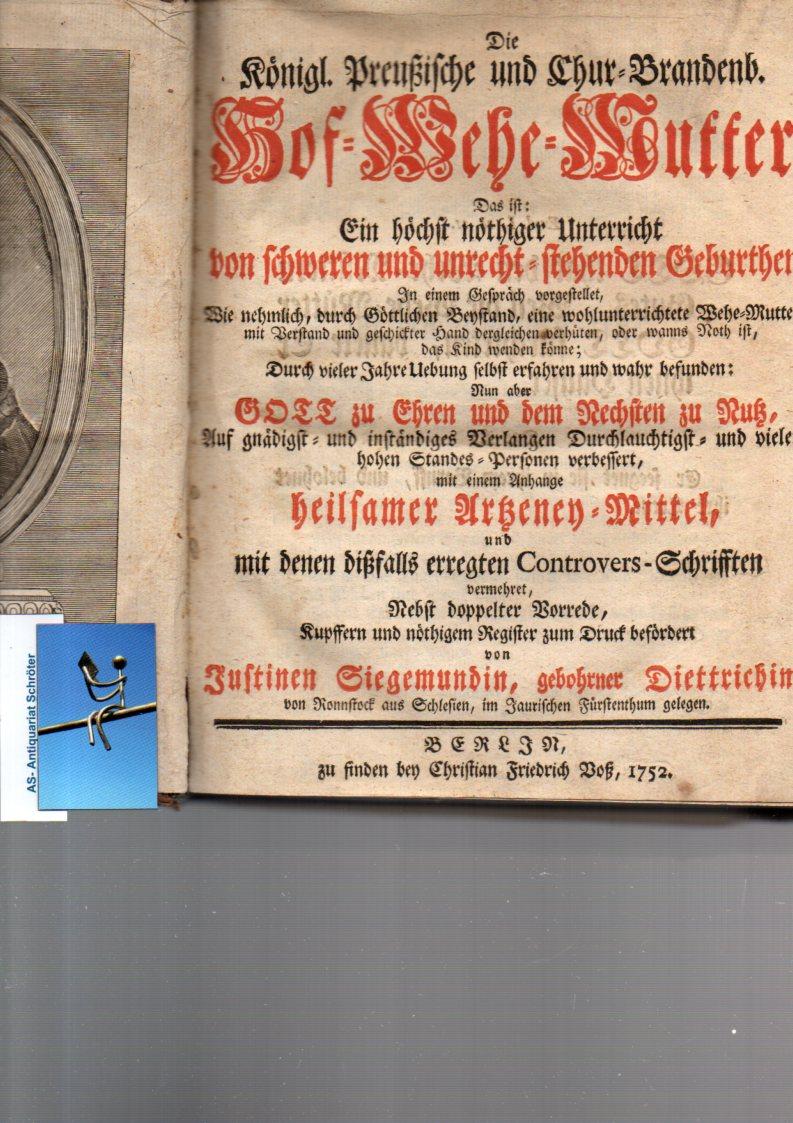 Die
Königl. Preußische und Chur-Brandenb.
Hof-Wehe-Mutter
Das ist:
Ein höchst nöthiger Unterricht
von schweren und unrecht-stehenden Geburthen
In einem Gespräch vorgestellet,
Wie nehmlich, durch Göttlichen Beystand, eine wohlunterrichtete Wehe-Mutte
mit Verstand und geschickter Hand dergleichen verhüten, oder wanns Noth ist,
das Kind wenden könne;
Durch vieler Jahre Uebung selbst erfahren und wahr befunden:
Nun aber
GOTT zu Ehren und dem Nechsten zu Nutz,
Auf gnädigst- und inständiges Verlangen Durchlauchtigst- und viele
hohen Standes-Personen verbessert,
mit einem Anhange
heilsamer Artzeney-Mittel,
und
mit denen dißfalls erregten Controvers-Schrifften
vermehret,
Nebst doppelter Vorrede,
Kupffern und nöthigem Register zum Druck befördert
von
Justinen Siegemundin, gebohrner Diettrichin
von Ronnstock aus Schlesien, im Jaurischen Fürstenthum gelegen.
BERLIN,
zu finden bey Christian Friedrich Voß, 1752.
AS- Antiquariat Schröter